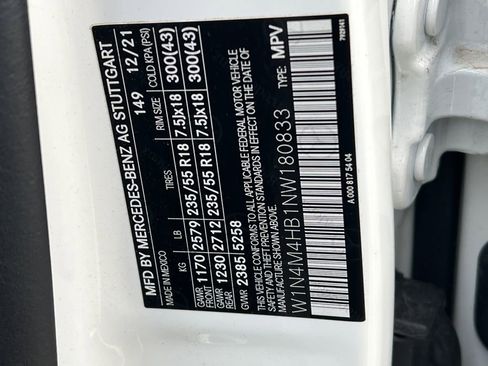 MFD BY MERCEDES-BENZ AG STUTTGART
149 12/21
MADE IN MEXICO
KG LB TIRES RIM SIZE COLD KPA(PSI)
GAWR FRONT 1170 2579 235/55 R18 7.5Jx18 300(43)
GAWR REAR 1230 2712 235/55 R18 7.5Jx18 300(43)
GVWR 2385 5258
THIS VEHICLE CONFORMS TO ALL APPLICABLE FEDERAL MOTOR VEHICLE
SAFETY AND THEFT PREVENTION STANDARDS IN EFFECT ON THE DATE OF
MANUFACTURE SHOWN ABOVE
TYPE: MPV
W1N4M4HB1NW180833
A 000 817 54 04